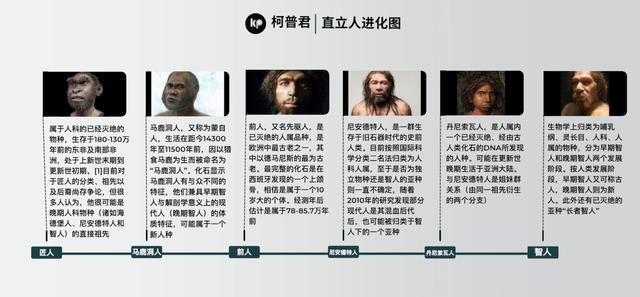 柯普君
直立人进化图
属于人科的已经灭绝的
物种，生存于180-130万
年前的东非及南部非
洲，处于上新世末期到
更新世初期。[1]目前对
于匠人的分类、祖先以
及后裔尚存争论，但很
多人认为，他很可能是
晚期人科物种（诸如海
德堡人、尼安德特人和
智人）的直接祖先
马鹿洞人，又称为蒙自
人，生活在距今14300
年至11500年前，因以猎
食马鹿为生而被命名为
“马鹿洞人”。化石显示
马鹿洞人有与众不同的
特征，他们兼具早期智
人与解剖学意义上的现
代人（晚期智人）的体
质特征，可能属于一个
新人种
前人，又名先驱人，是
已灭绝的人属品种，是
欧洲中最古老之一，其
中以德马尼斯的最为古
老。最完整的化石是在
西班牙发现的一个上颌
骨，相信是属于一个10
岁大的个体。经测年后
估计是属于78-85.7万年
前
尼安德特人，是一群生
存于旧石器时代的史前
人类。目前按照国际科
学分类二名法归类为人
科人属，至于是否为独
立物种还是智人的亚种
则一直不确定，随着
2010年的研究发现部分
现代人是其混血后代
后，也可能被归类于智
人下的一个亚种
丹尼索瓦人，是人属内
一个已灭绝、经由古
人类化石的DNA所发现
的人种。可能在更新世
晚期生活于亚洲大陆。
与尼安德特人是姐妹群
关系（由同一祖先衍生
的两个分支）
生物学上归类为哺乳
纲、灵长目、人科、人
属的物种，分为早期智
人和晚期智人两个发展
阶段。按人类发展阶
段，早期智人又可称古
人，晚期智人则为新
人。此外还有已灭绝的
亚种“长者智人”
匠人
马鹿洞人
前人
尼安德特人
丹尼索瓦人
智人